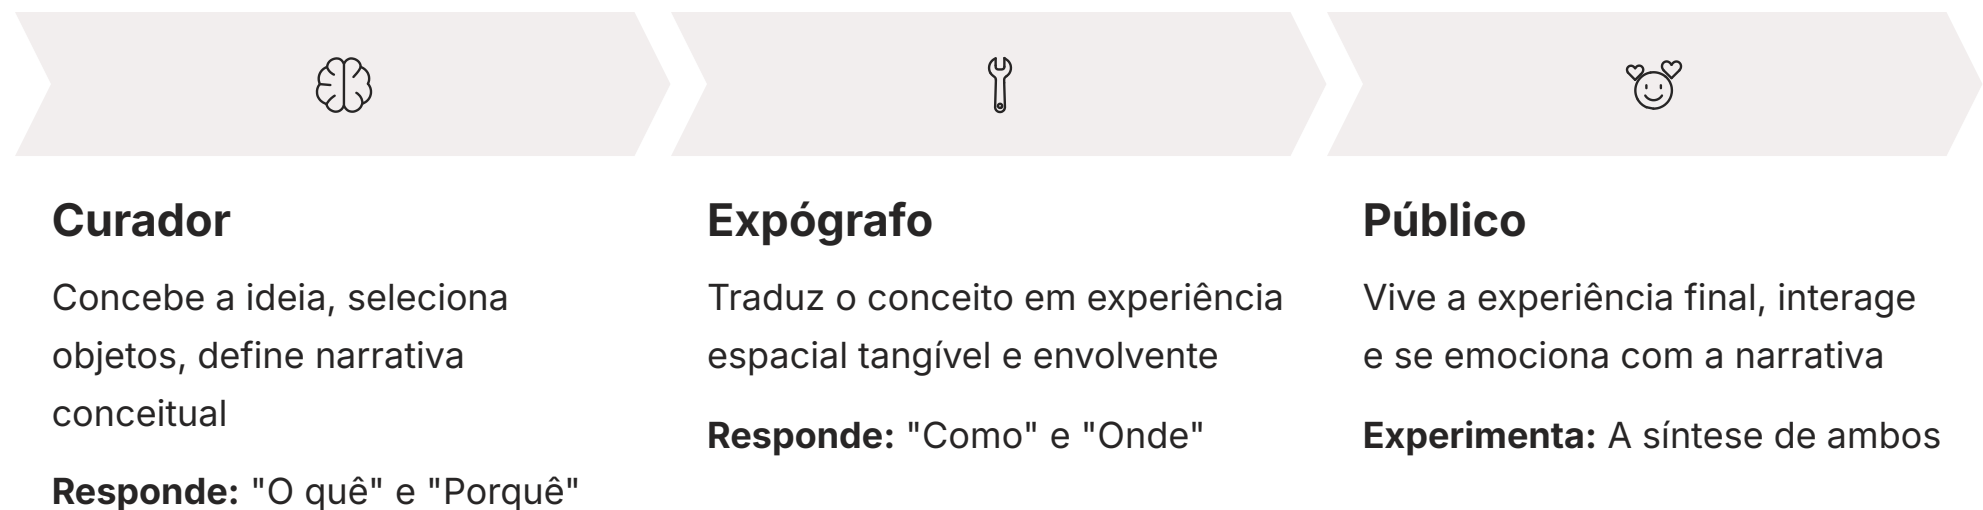 Curador
Concebe a ideia, seleciona
objetos, define narrativa
conceitual
Responde: "O quê" e "Porquê"
Expógrafo
Traduz o conceito em experiência
espacial tangível e envolvente
Responde: "Como" e "Onde"
Público
Vive a experiência final, interage
e se emociona com a narrativa
Experimenta: A síntese de ambos